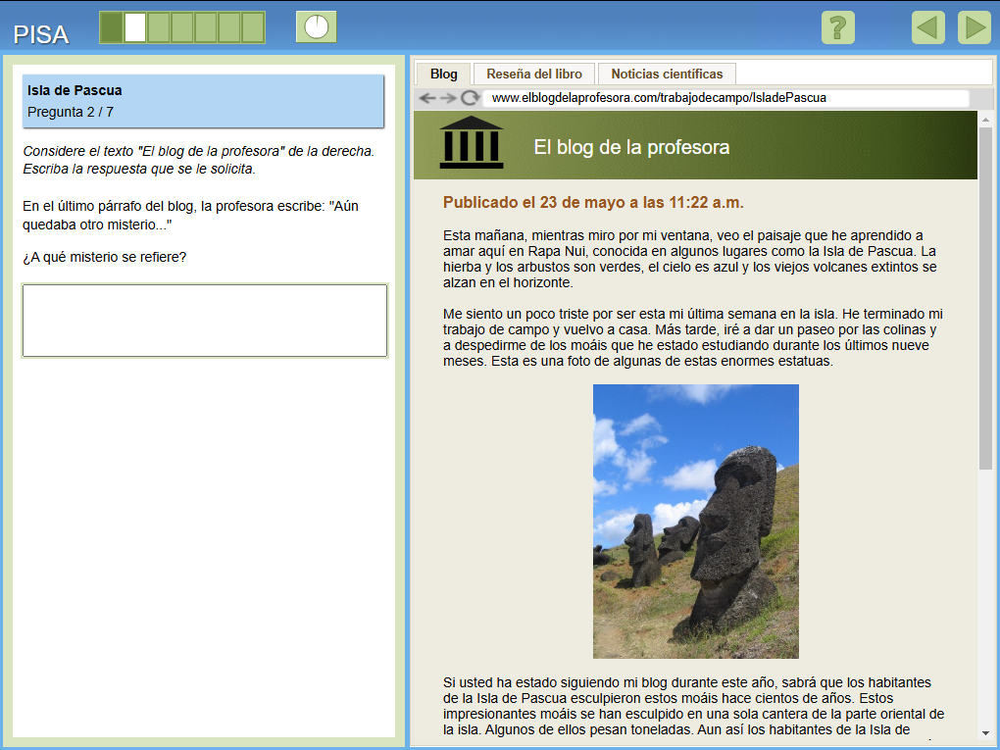 PISA
?
Isla de Pascua
Pregunta 2 / 7
Considere el texto "El blog de la profesora" de la derecha.
Escriba la respuesta que se le solicita.
En el último párrafo del blog, la profesora escribe: "Aún
quedaba otro misterio..."
¿A qué misterio se refiere?
Blog
Reseña del libro
Noticias científicas
www.elblogdelaprofesora.com/trabajodecampo/IsladePascua
El blog de la profesora
Publicado el 23 de mayo a las 11:22 a.m.
Esta mañana, mientras miro por mi ventana, veo el paisaje que he aprendido a
amar aquí en Rapa Nui, conocida en algunos lugares como la Isla de Pascua. La
hierba y los arbustos son verdes, el cielo es azul y los viejos volcanes extintos se
alzan en el horizonte.
Me siento un poco triste por ser esta mi última semana en la isla. He terminado mi
trabajo de campo y vuelvo a casa. Más tarde, iré a dar un paseo por las colinas y
a despedirme de los moáis que he estado estudiando durante los últimos nueve
meses. Esta es una foto de algunas de estas enormes estatuas.
Si usted ha estado siguiendo mi blog durante este año, sabrá que los habitantes
de la Isla de Pascua esculpieron estos moáis hace cientos de años. Estos
impresionantes moáis se han esculpido en una sola cantera de la parte oriental de
la isla. Algunos de ellos pesan toneladas. Aun así los habitantes de la Isla de